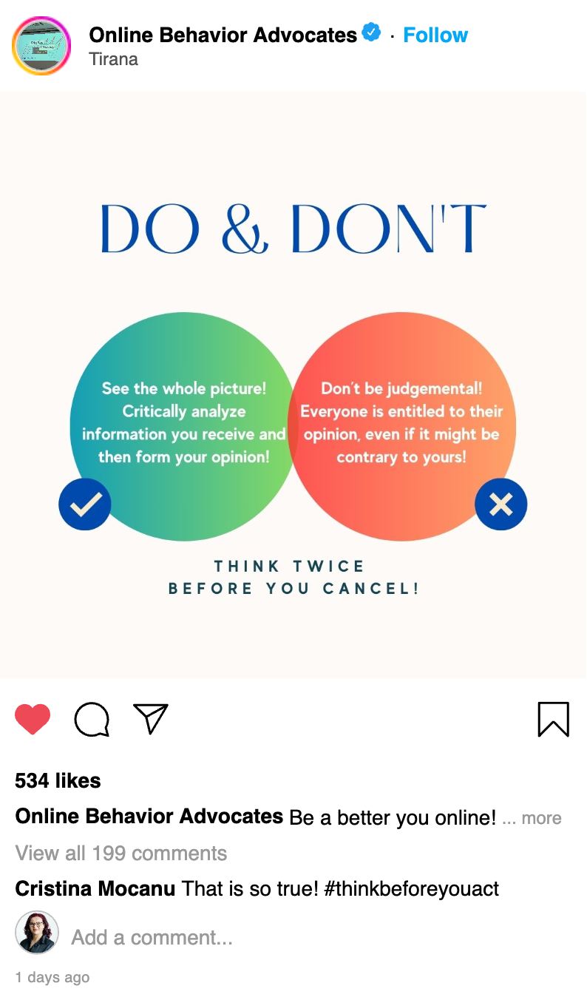 Online Behavior Advocates · Follow
Tirana
DO & DON'T
See the whole picture!
Critically analyze
information you receive and
then form your opinion!
Don't be judgemental!
Everyone is entitled to their
opinion, even if it might be
contrary to yours!
THINK TWICE
BEFORE YOU CANCEL!
534 likes
Online Behavior Advocates Be a better you online! ... more
View all 199 comments
Cristina Mocanu That is so true! #thinkbeforeyouact
Add a comment...
1 days ago